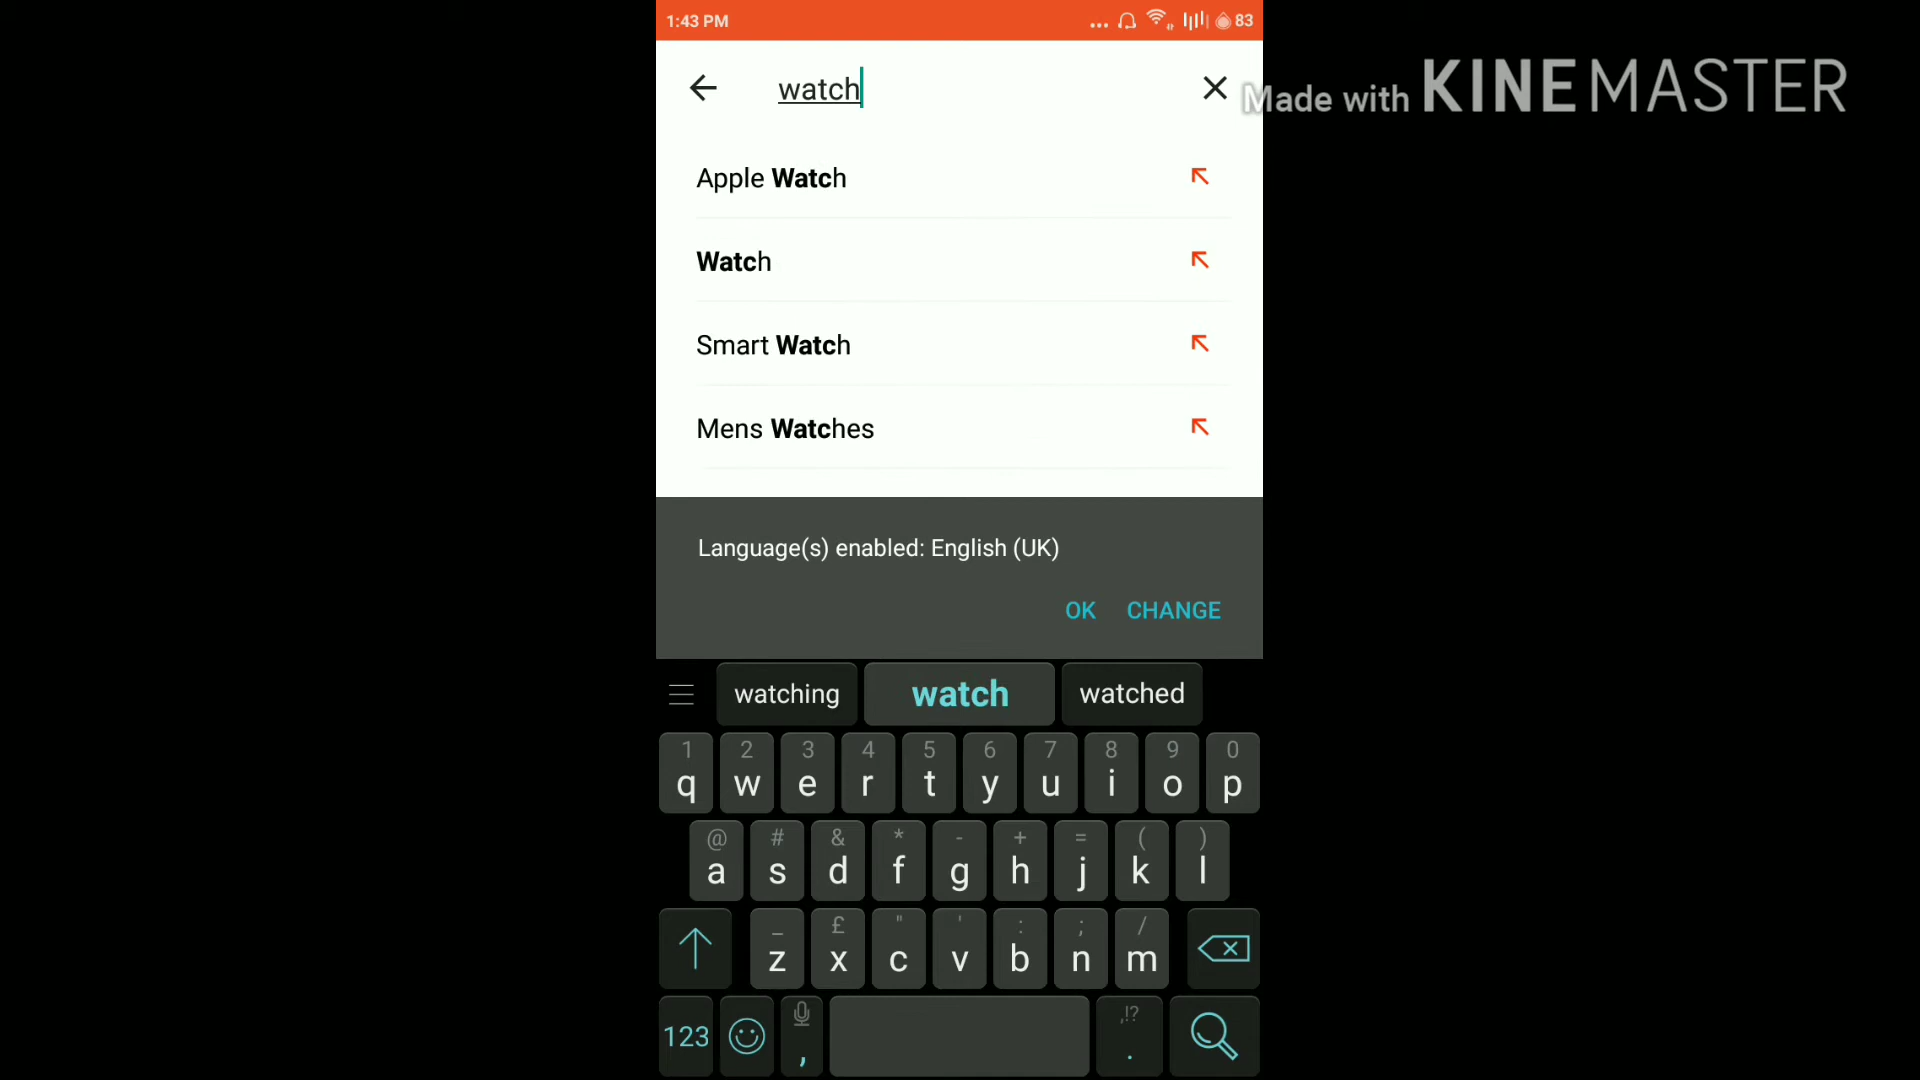 1:43 PM
83
watch
Made with KINEMASTER
Apple Watch
Watch
Smart Watch
Mens Watches
Language(s) enabled: English (UK)
OK CHANGE
watching watch watched
1 2 3 4 5 6 7 8 9 0
q w e r t y u i o p
@ # & * - + = ( )
a s d f g h j k l
_ £ " ' : ; /
z x c v b n m
,!?
123 , .